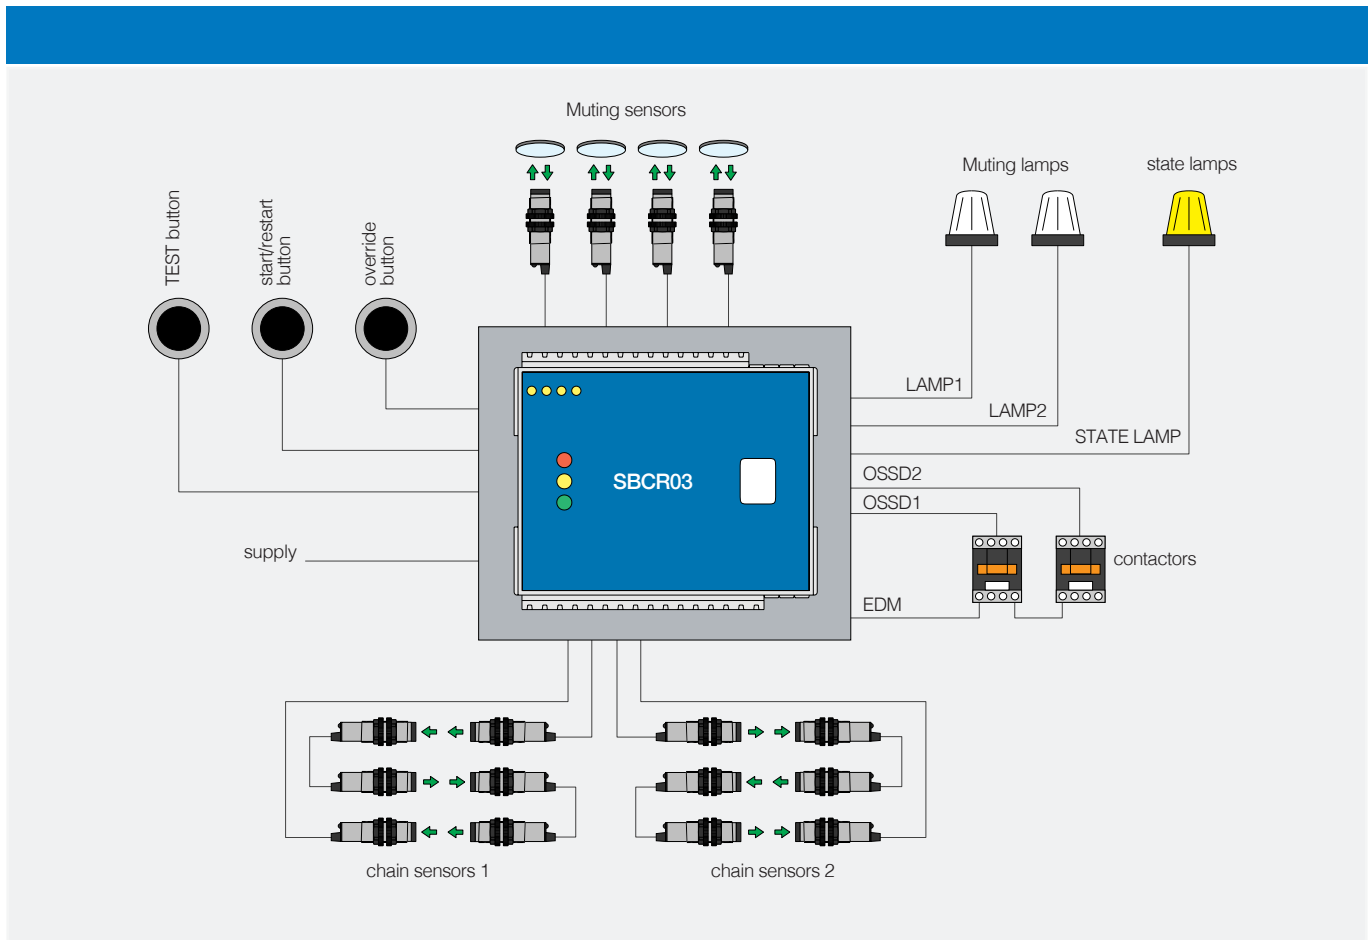 Muting sensors
Muting lamps
state lamps
TEST button
start/restart
button
override
button
LAMP1
LAMP2
STATE LAMP
OSSD2
OSSD1
SBCR03
supply
contactors
EDM
chain sensors 1
chain sensors 2